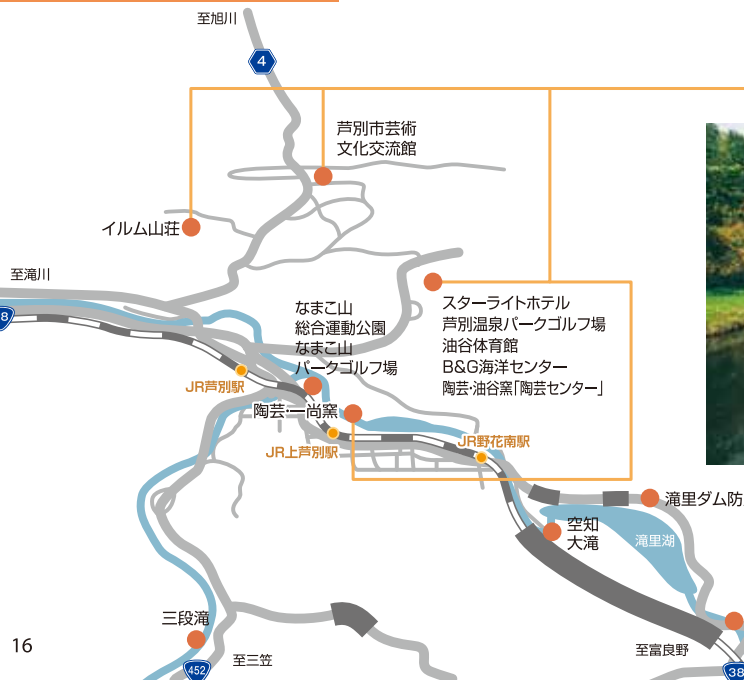 至旭川
4
芦別市芸術
文化交流館
イルム山荘
至滝川
8
なまこ山
総合運動公園
なまこ山
パークゴルフ場
スターライトホテル
芦別温泉パークゴルフ場
油谷体育館
B&G海洋センター
陶芸・油谷窯「陶芸センター」
JR芦別駅
陶芸・一尚窯
JR上芦別駅
JR野花南駅
滝里ダム防
空知
大滝
滝里湖
三段滝
16
至三笠
452
至富良野
38